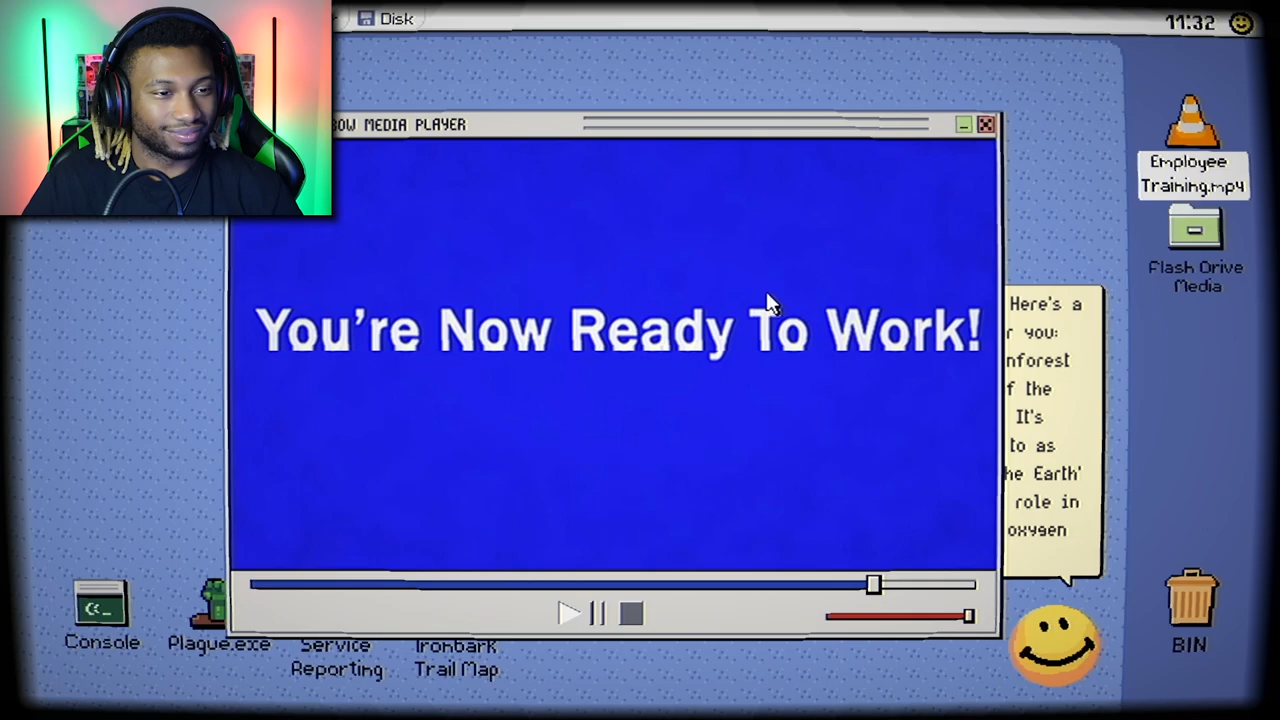 Disk
11:32
OW MEDIA PLAYER
Employee
Training.mp4
Flash Drive
Media
You're Now Ready To Work!
Here's a
r you:
nforest
f the
It's
to as
he Earth'
role in
oxygen
Console
Plague.exe
Service
Reporting
Ironbark
Trail Map
BIN